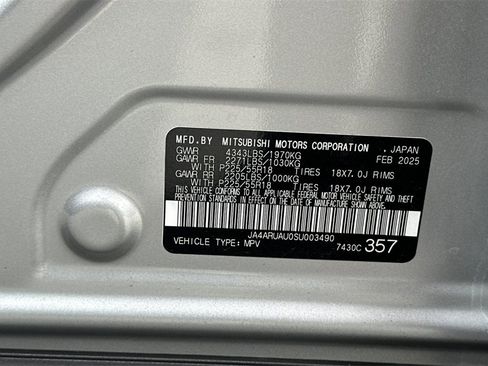 MFD.BY MITSUBISHI MOTORS CORPORATION . JAPAN
GVWR 4343LBS/1970KG FEB 2025
GAWR FR 2271LBS/1030KG
WITH P225/55R18 TIRES 18X7.0J RIMS
GAWR RR 2205LBS/1000KG
WITH P225/55R18 TIRES 18X7.0J RIMS
THIS VEHICLE CONFORMS TO ALL APPLICABLE FEDERAL MOTOR VEHICLE SAFETY AND THEFT
PREVENTION STANDARDS IN EFFECT ON THE DATE OF MANUFACTURE SHOWN ABOVE.
JA4ARUAU0SU003490
VEHICLE TYPE: MPV 7430C 357